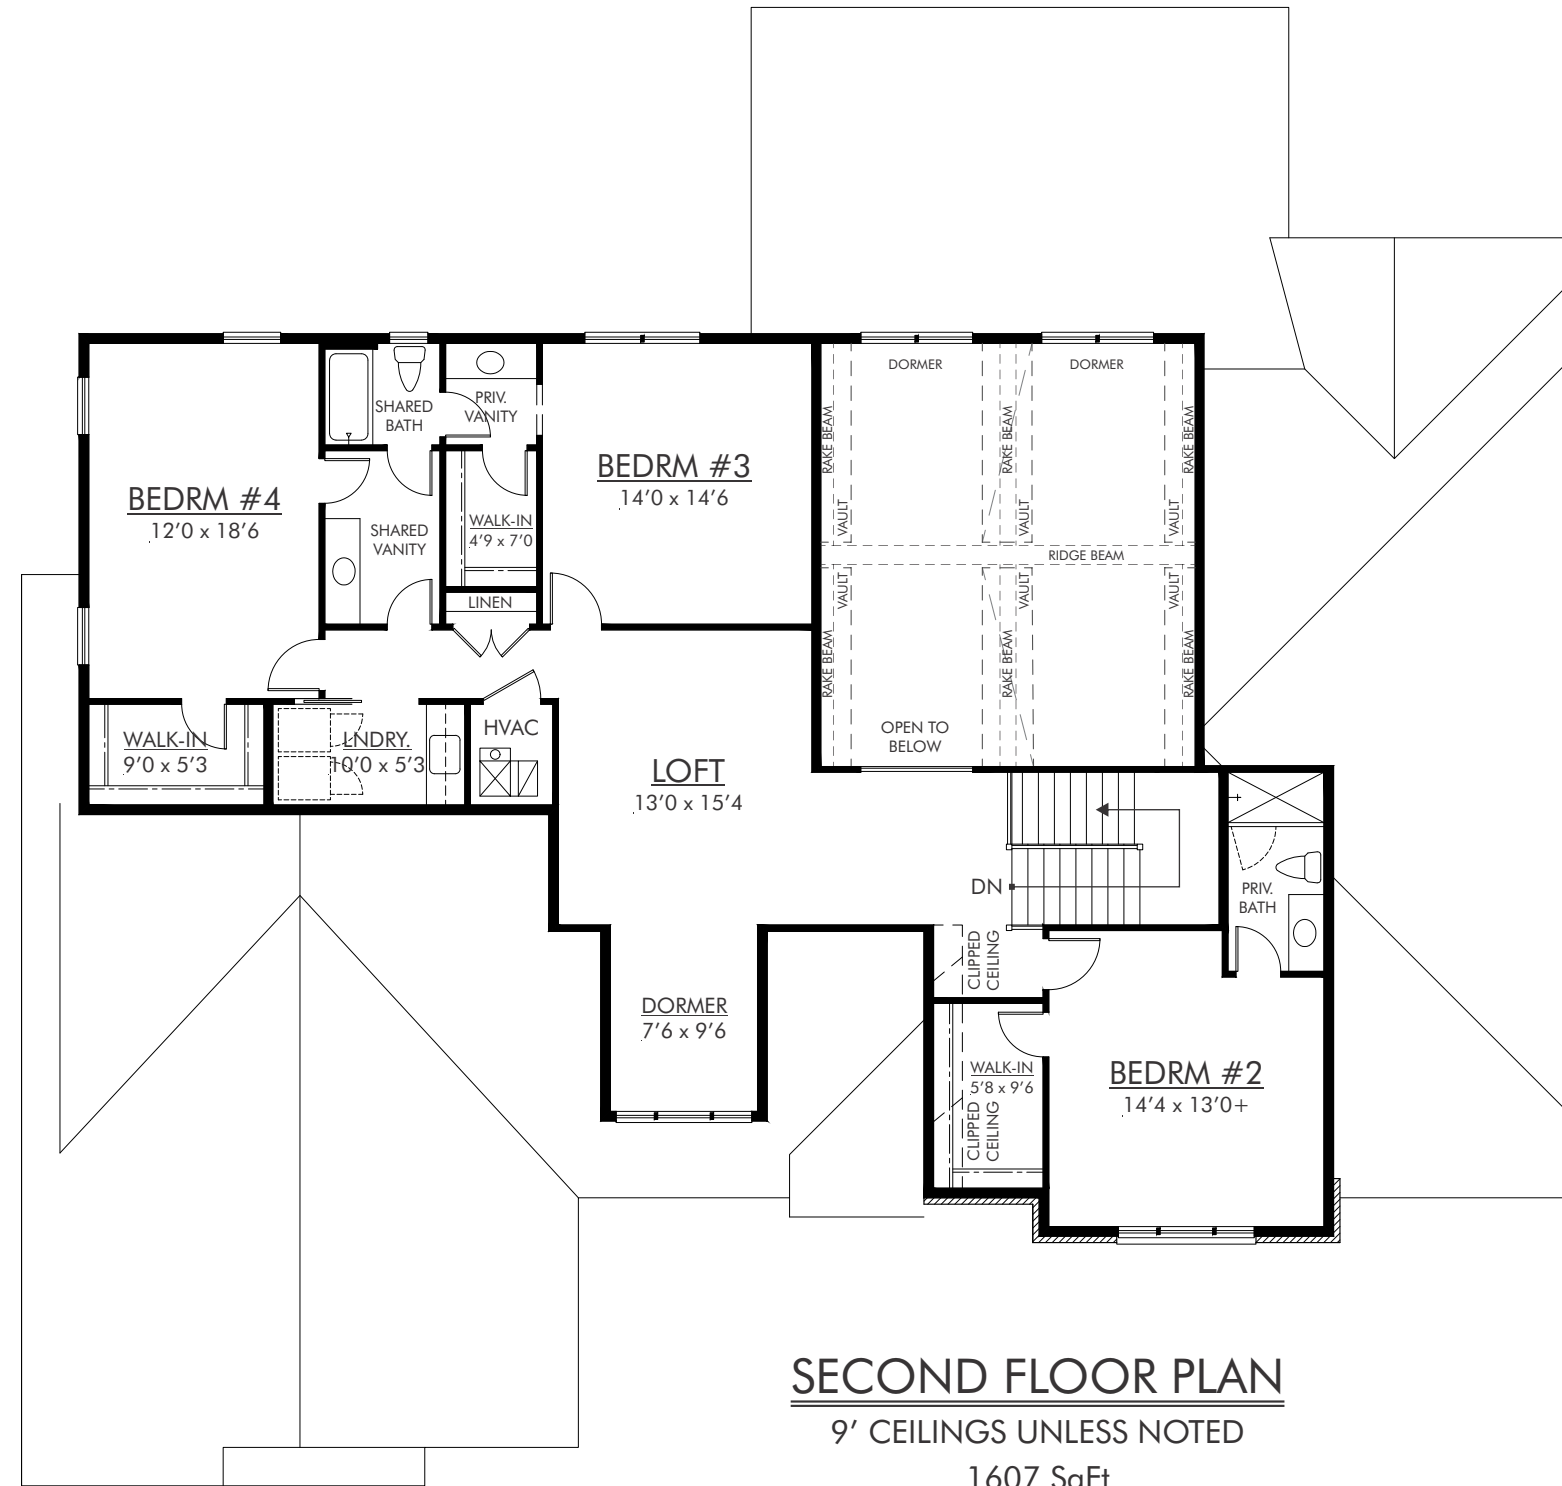 DORMER
DORMER
RAKE BEAM
RAKE BEAM
RAKE BEAM
SHARED
BATH
PRIV.
VANITY
BEDRM #3
14'0 x 14'6
BEDRM #4
12'0 x 18'6
VAULT
VAULT
VAULT
WALK-IN
4'9 x 7'0
SHARED
VANITY
RIDGE BEAM
VAULT
VAULT
VAULT
LINEN
RAKE BEAM
RAKE BEAM
RAKE BEAM
WALK-IN
9'0 x 5'3
LNDRY.
10'0 x 5'3
HVAC
OPEN TO
BELOW
LOFT
13'0 x 15'4
DN
PRIV.
BATH
CLIPPED
CEILING
DORMER
7'6 x 9'6
WALK-IN
5'8 x 9'6
BEDRM #2
14'4 x 13'0+
CLIPPED
CEILING
SECOND FLOOR PLAN
9' CEILINGS UNLESS NOTED
1607 SqFt